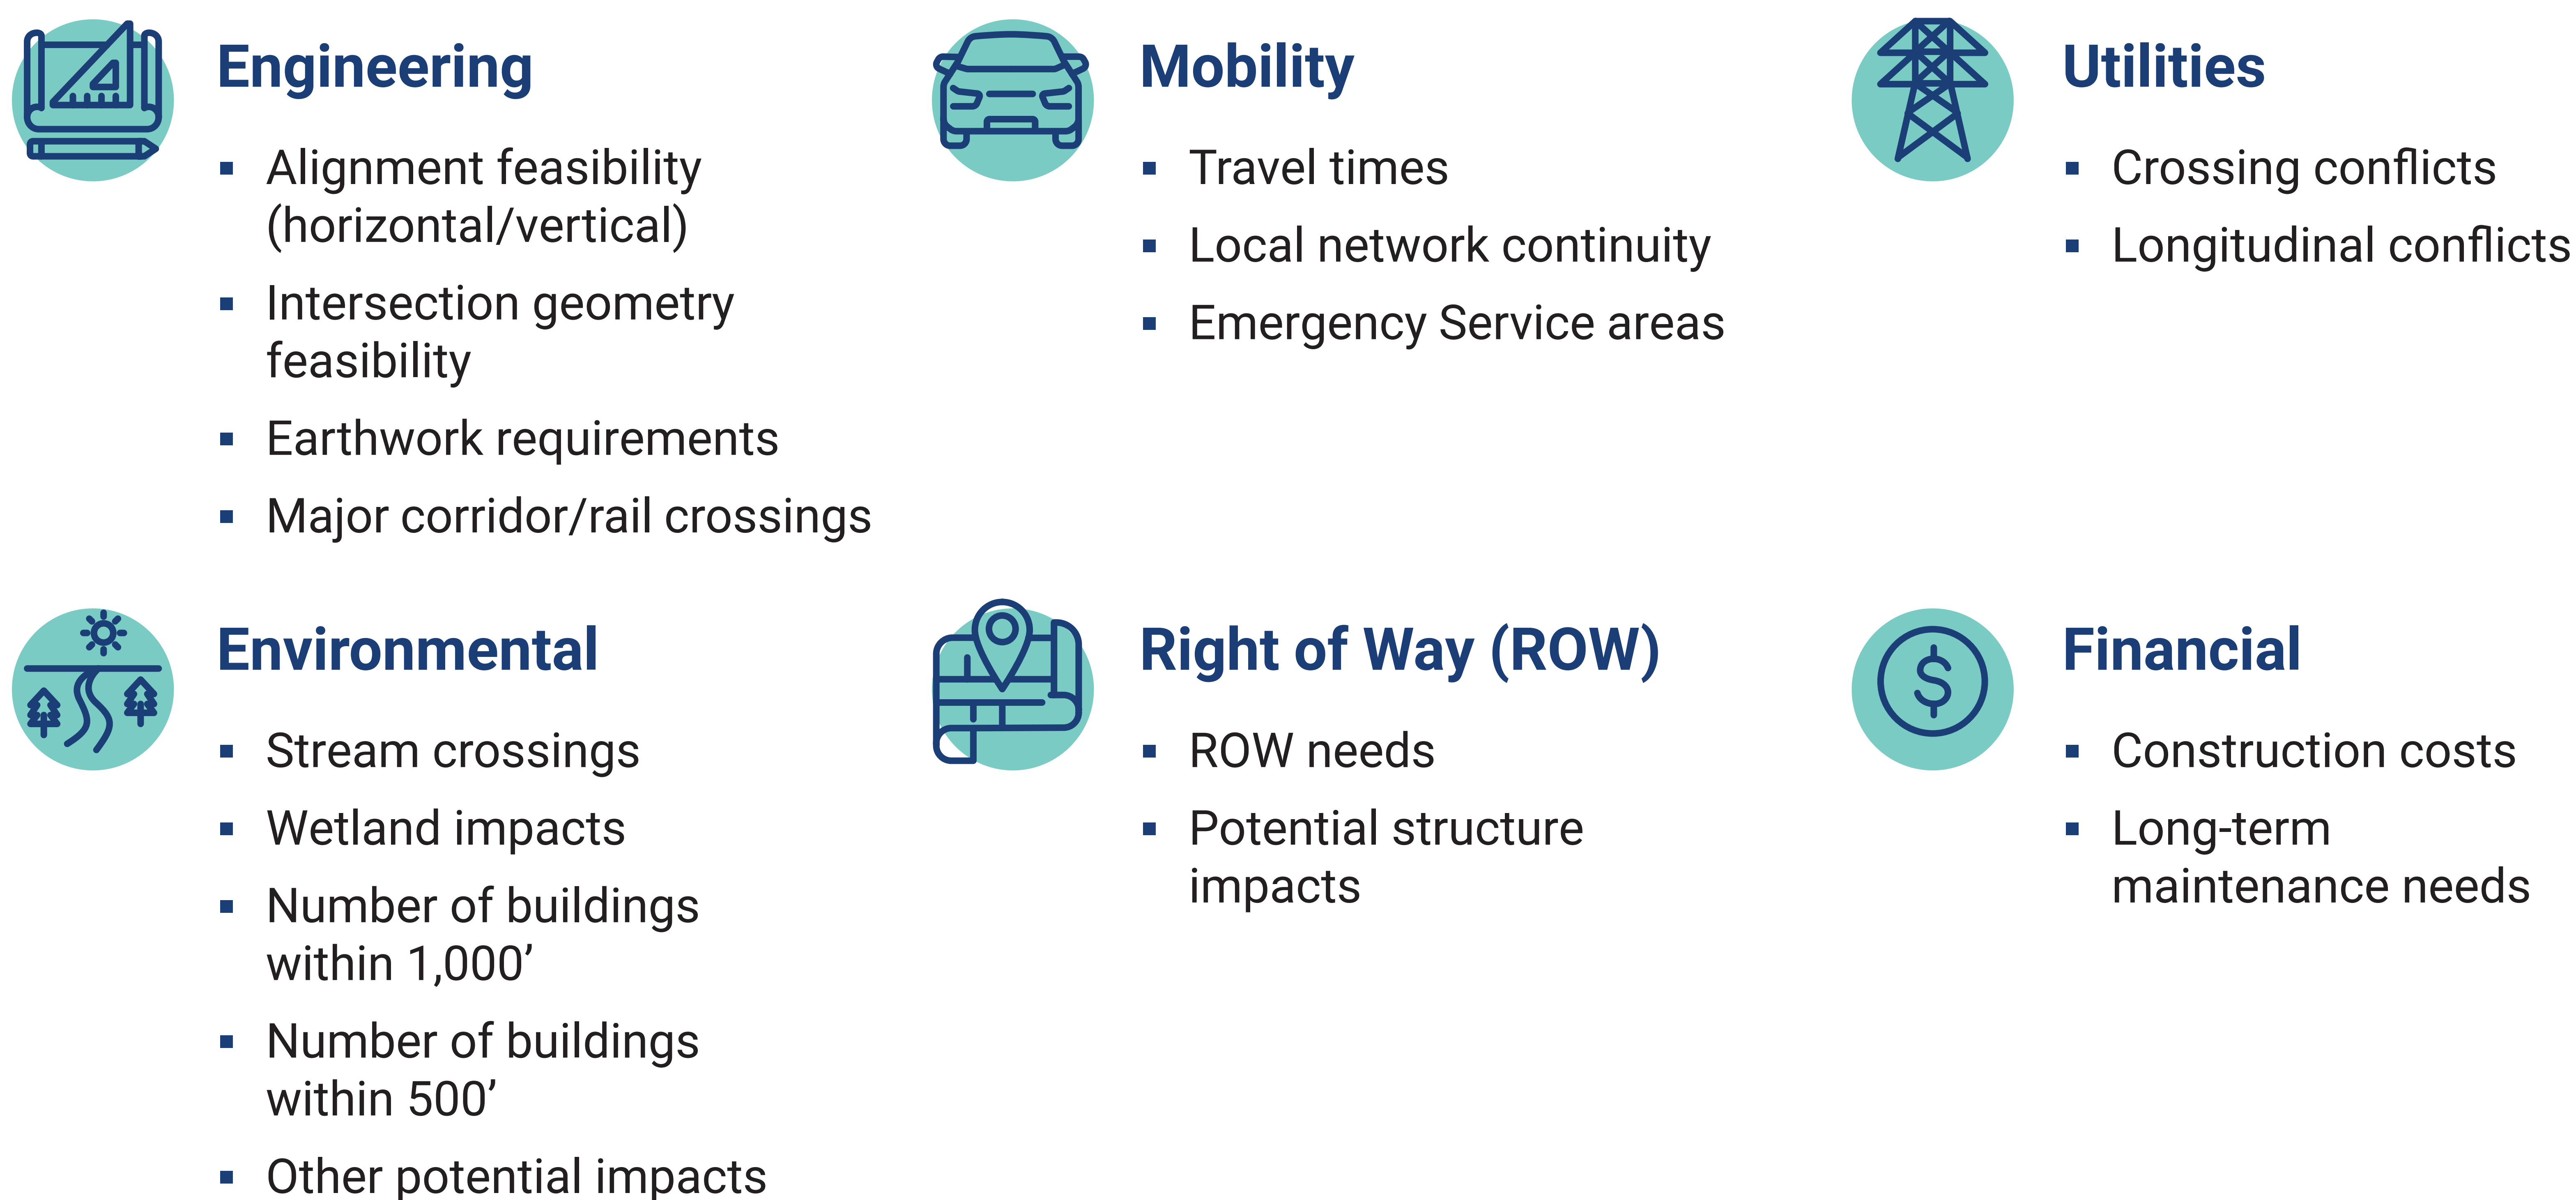 Engineering
▪ Alignment feasibility
(horizontal/vertical)
▪ Intersection geometry
feasibility
▪ Earthwork requirements
▪ Major corridor/rail crossings
Mobility
▪ Travel times
▪ Local network continuity
▪ Emergency Service areas
Utilities
▪ Crossing conflicts
▪ Longitudinal conflicts
Environmental
▪ Stream crossings
▪ Wetland impacts
▪ Number of buildings
within 1,000’
▪ Number of buildings
within 500’
▪ Other potential impacts
Right of Way (ROW)
▪ ROW needs
▪ Potential structure
impacts
$
Financial
▪ Construction costs
▪ Long-term
maintenance needs